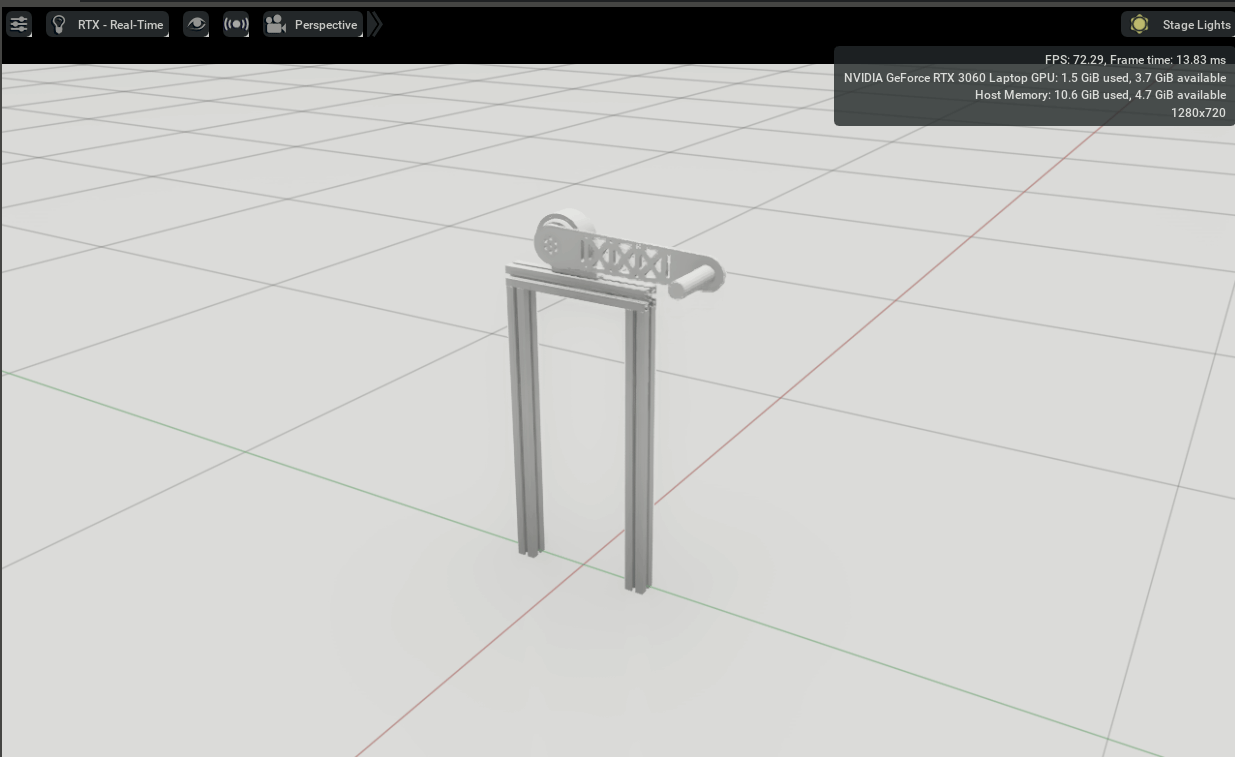 RTX - Real-Time
Perspective
Stage Lights
FPS: 72.29, Frame time: 13.83 ms
NVIDIA GeForce RTX 3060 Laptop GPU: 1.5 GiB used, 3.7 GiB available
Host Memory: 10.6 GiB used, 4.7 GiB available
1280x720